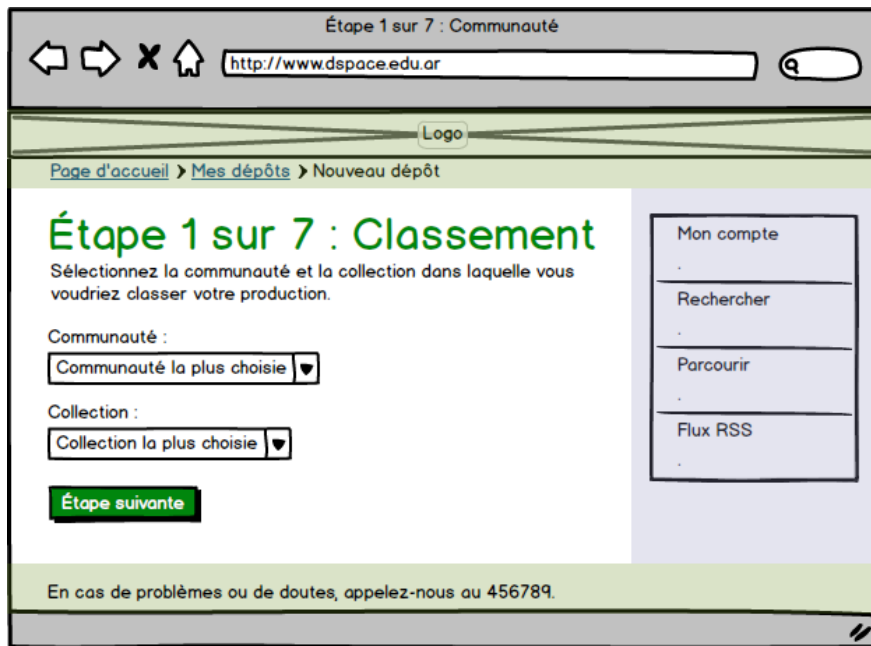 Étape 1 sur 7 : Communauté
http://www.dspace.edu.ar
Logo
Page d'accueil > Mes dépôts > Nouveau dépôt
Étape 1 sur 7 : Classement
Sélectionnez la communauté et la collection dans laquelle vous
voudriez classer votre production.
Communauté :
Communauté la plus choisie
Collection :
Collection la plus choisie
Étape suivante
Mon compte
.
Rechercher
.
Parcourir
.
Flux RSS
.
En cas de problèmes ou de doutes, appelez-nous au 456789.